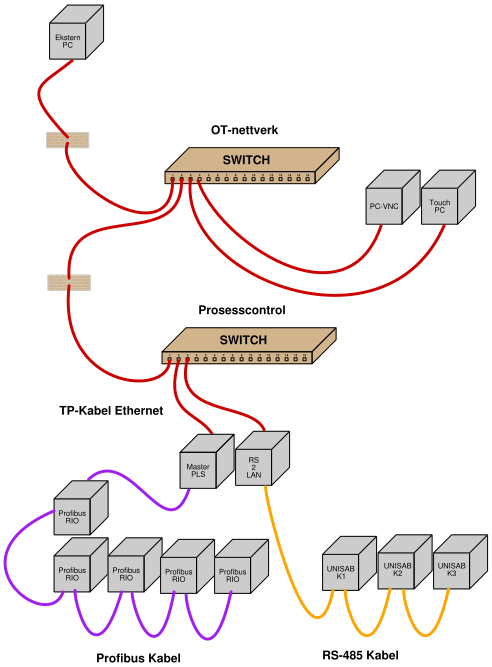 Ekstern
PC
OT-nettverk
SWITCH
PC-VNC
Touch
PC
Prosesscontrol
SWITCH
TP-Kabel Ethernet
Master
PLS
RS
2
LAN
Profibus
RIO
Profibus
RIO
Profibus
RIO
Profibus
RIO
Profibus
RIO
UNISAB
K1
UNISAB
K2
UNISAB
K3
Profibus Kabel
RS-485 Kabel